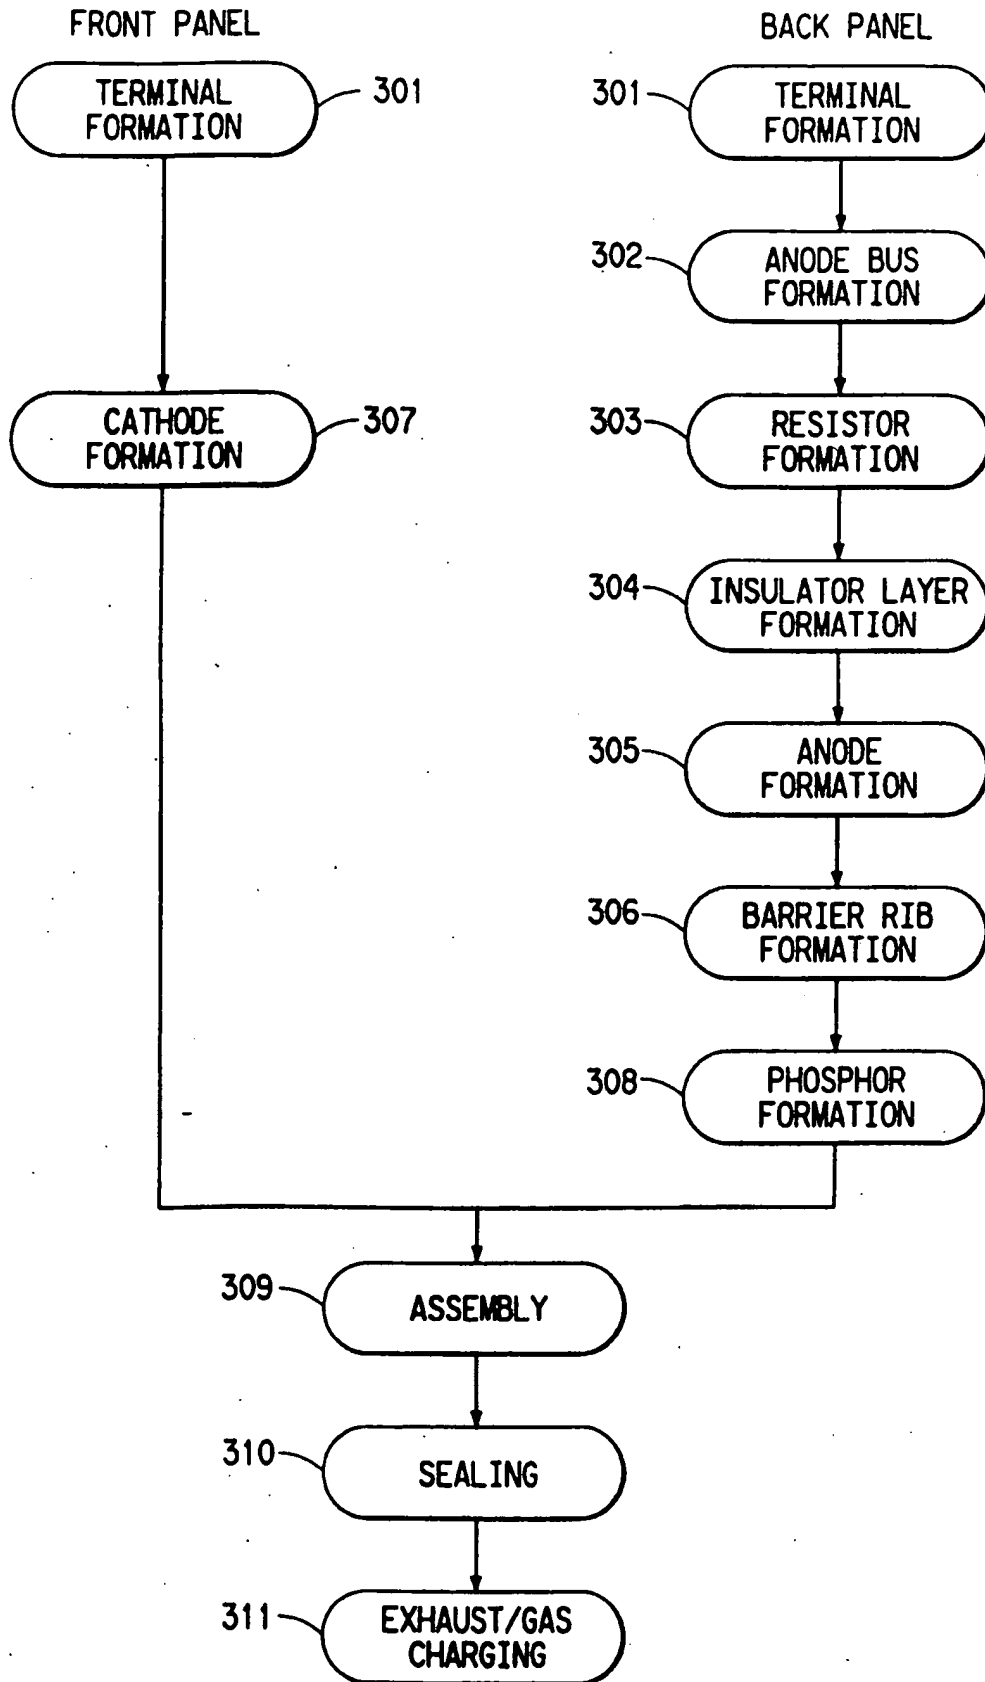 FRONT PANEL
TERMINAL
FORMATION
301
CATHODE
FORMATION
307
BACK PANEL
301
TERMINAL
FORMATION
302
ANODE BUS
FORMATION
303
RESISTOR
FORMATION
304
INSULATOR LAYER
FORMATION
305
ANODE
FORMATION
306
BARRIER RIB
FORMATION
308
PHOSPHOR
FORMATION
309
ASSEMBLY
310
SEALING
311
EXHAUST/GAS
CHARGING